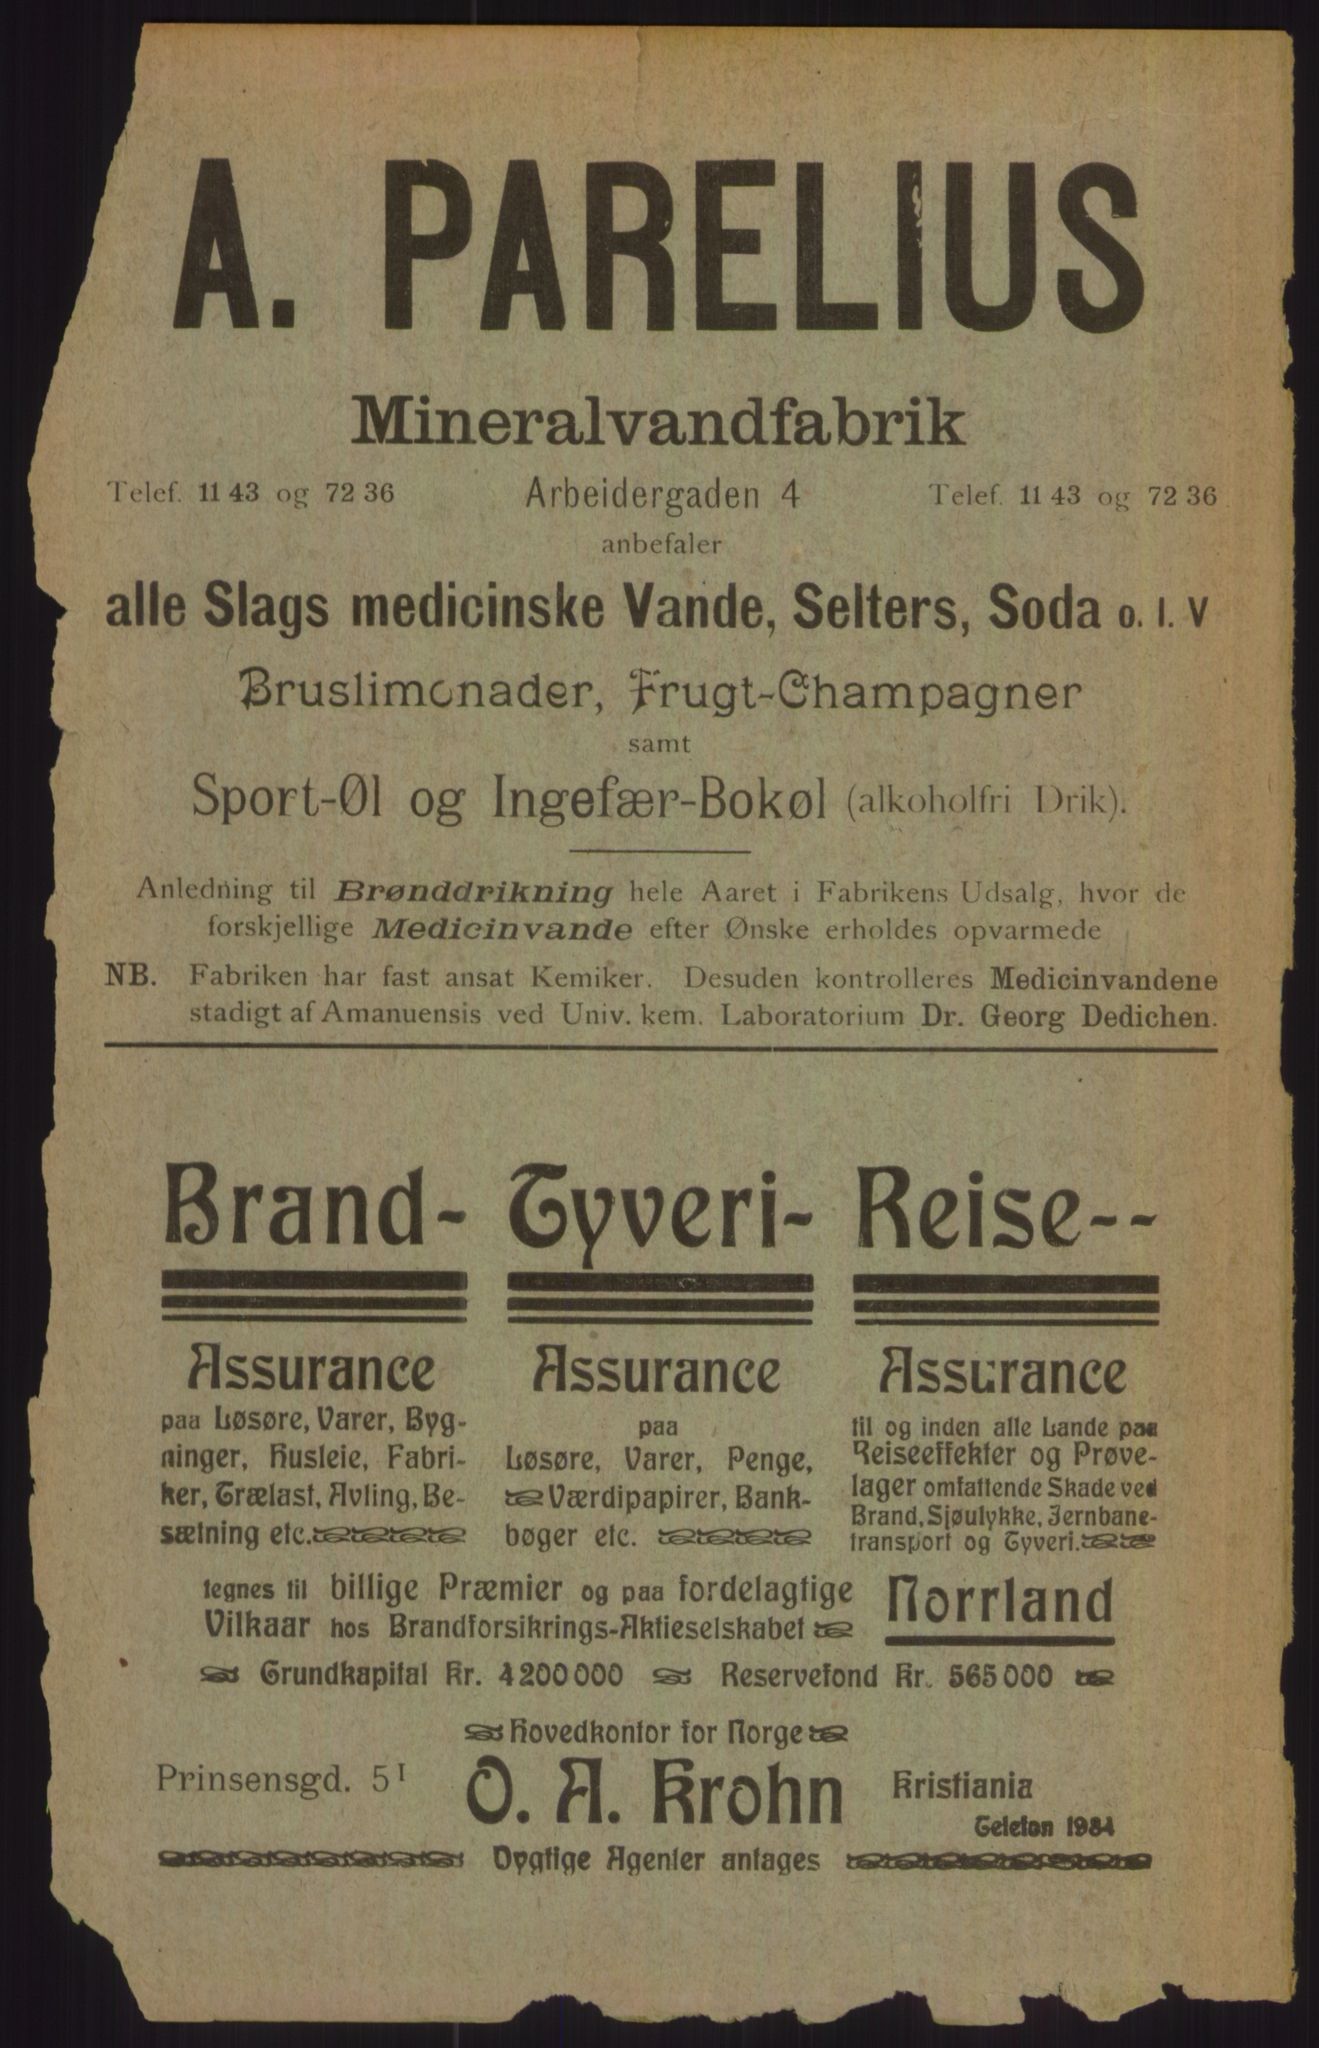 A. PARELIUS
Mineralvandfabrik
Telef. 11 43 og 72 36 Arbeidergaden 4 Telef. 11 43 og 72 36
anbefaler
alle Slags medicinske Vande, Selters, Soda o. l. V
Bruslimonader, Frugt-Champagner
samt
Sport-Øl og Ingefær-Bokøl (alkoholfri Drik).
Anledning til Brønddrikning hele Aaret i Fabrikens Udsalg, hvor de
forskjellige Medicinvande efter Ønske erholdes opvarmede
NB. Fabriken har fast ansat Kemiker. Desuden kontrolleres Medicinvandene
stadigt af Amanuensis ved Univ. kem. Laboratorium Dr. Georg Dedichen.
Brand-
Assurance
paa Løsøre, Varer, Byg-
ninger, Husleie, Fabri-
ker, Trælast, Avling, Be-
sætning etc.
Tyveri-
Assurance
paa
Løsøre, Varer, Penge,
Værdipapirer, Bank-
bøger etc.
Reise--
Assurance
til og inden alle Lande paa
Reiseeffekter og Prøve-
lager omfattende Skade ved
Brand, Sjøulykke, Jernbane-
transport og Tyveri.
tegnes til billige Præmier og paa fordelagtige
Vilkaar hos Brandforsikrings-Aktieselskabet
Norrland
Grundkapital Kr. 4 200 000 Reservefond Kr. 565 000
Hovedkontor for Norge
Prinsensgd. 5 I O. A. Krohn Kristiania
Telefon 1984
Dygtige Agenter antages